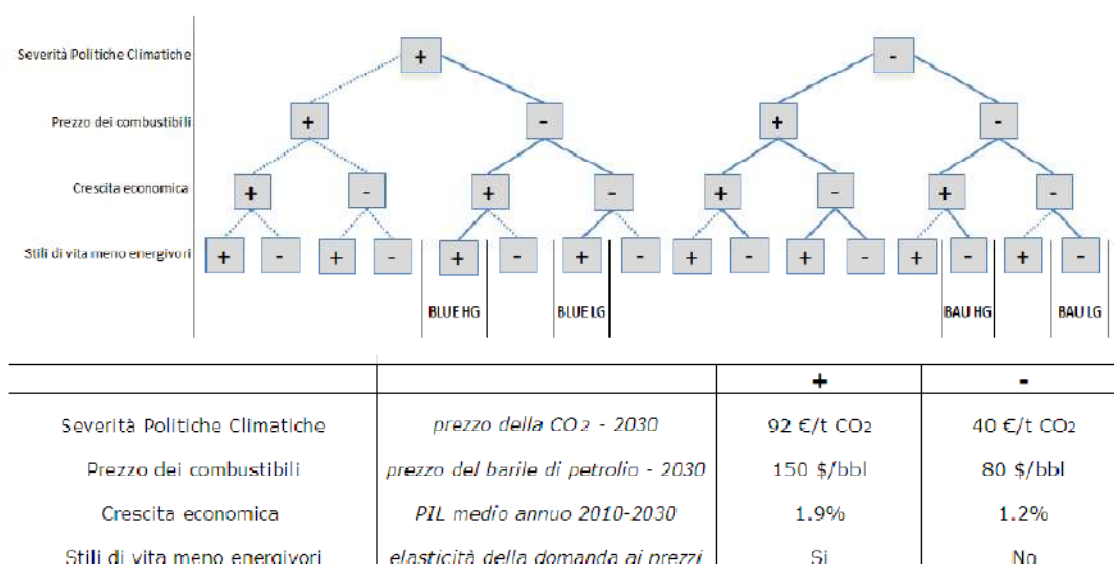 Severità Politiche Climatiche
+ -
Prezzo dei combustibili
+ - + -
Crescita economica
+ - + - + - + -
Stili di vita meno energivori
+ - + - + - + - + - + - + - + -
BLUE HG BLUE LG BAU HG BAU LG
+ -
Severità Politiche Climatiche prezzo della CO2 - 2030 92 €/t CO2 40 €/t CO2
Prezzo dei combustibili prezzo del barile di petrolio - 2030 150 $/bbl 80 $/bbl
Crescita economica PIL medio annuo 2010-2030 1.9% 1.2%
Stili di vita meno energivori elasticità della domanda ai prezzi Si No